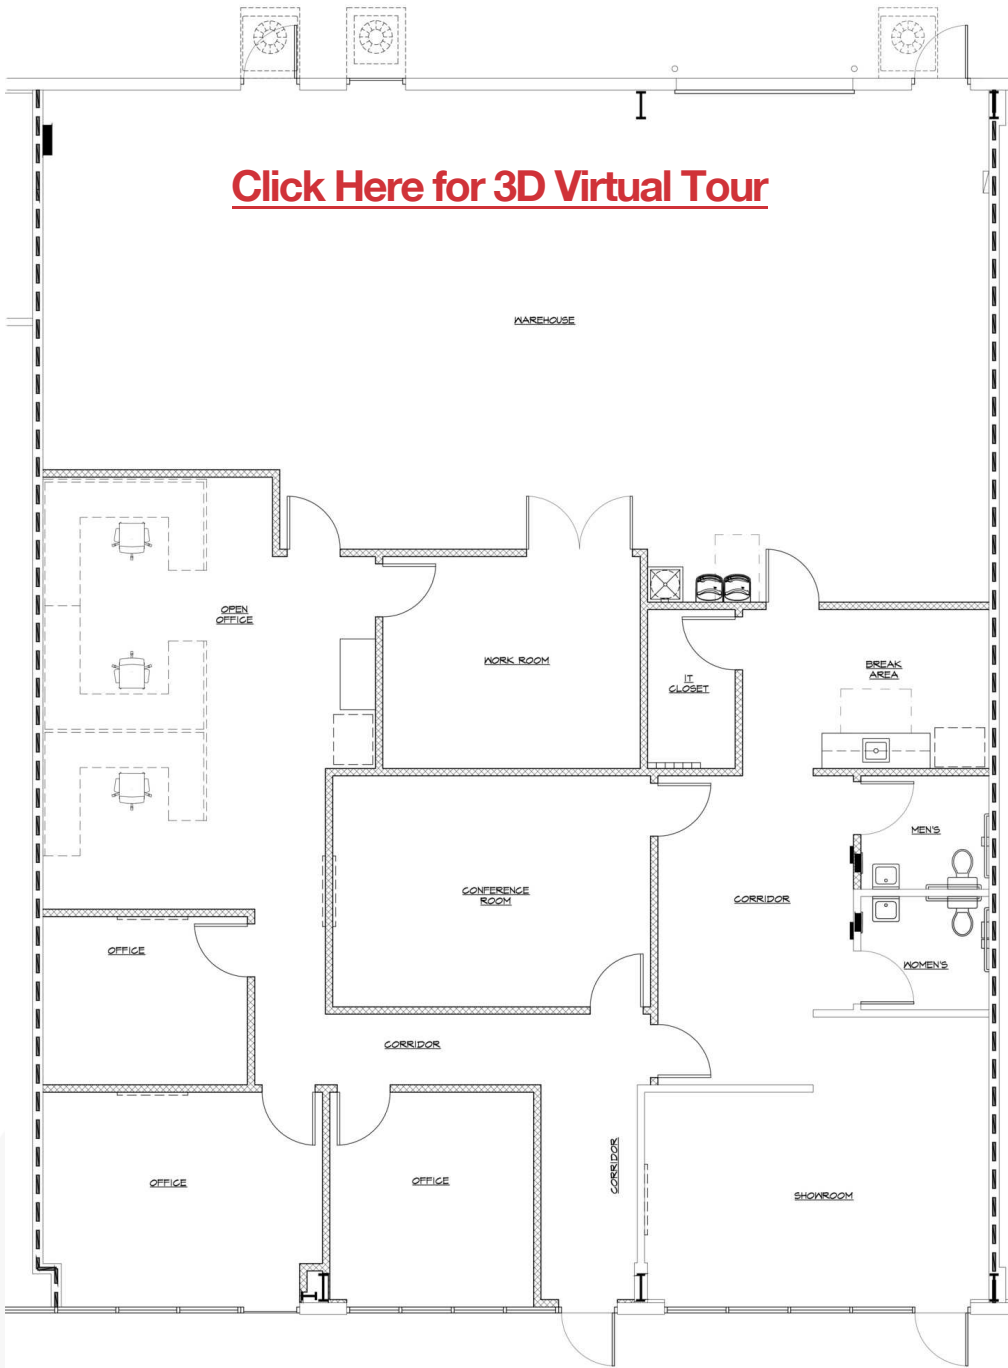 Click Here for 3D Virtual Tour
WAREHOUSE
OPEN
OFFICE
WORK ROOM
IT
CLOSET
BREAK
AREA
MEN'S
CONFERENCE
ROOM
CORRIDOR
OFFICE
WOMEN'S
CORRIDOR
CORRIDOR
OFFICE
OFFICE
SHOWROOM